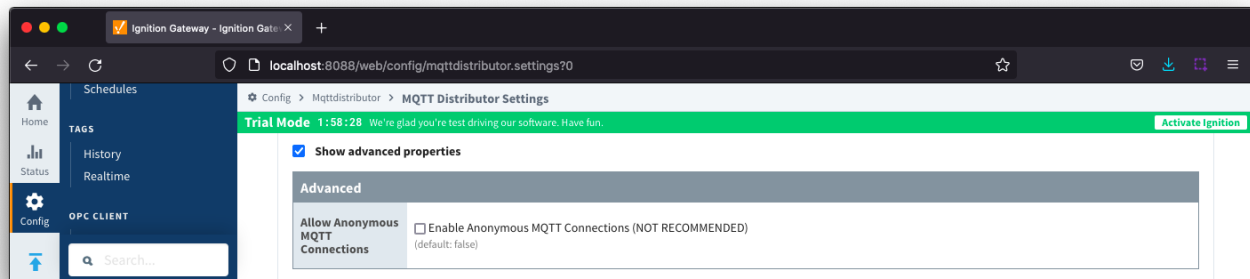 Ignition Gateway - Ignition Gate
localhost:8088/web/config/mqttdistributor.settings?0
Schedules
Config > Mqttdistributor > MQTT Distributor Settings
Home
Trial Mode 1:58:28 We're glad you're test driving our software. Have fun.
Activate Ignition
TAGS
Show advanced properties
Status
History
Realtime
Advanced
Config
OPC CLIENT
Allow Anonymous
MQTT
Connections
Enable Anonymous MQTT Connections (NOT RECOMMENDED)
(default: false)
Search...